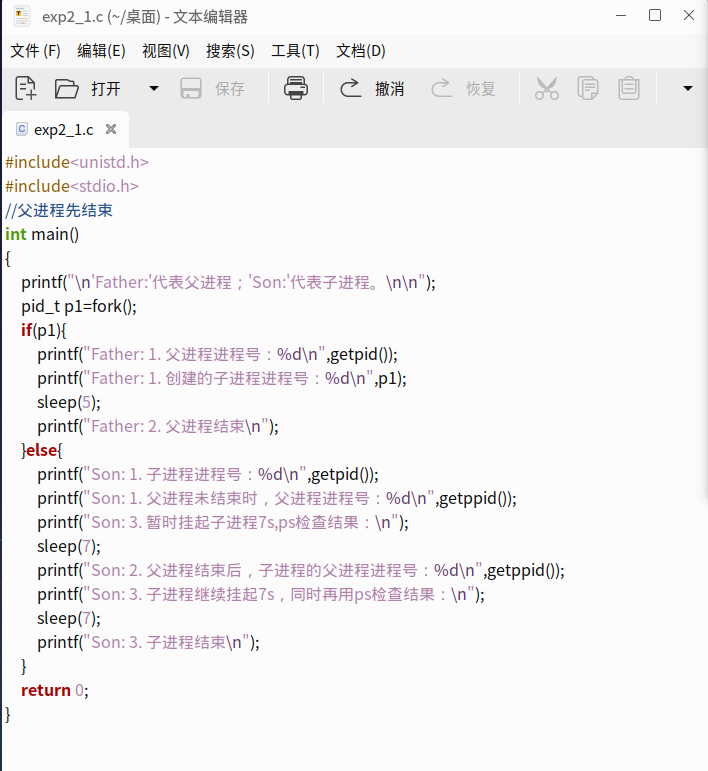 exp2_1.c (~/桌面) - 文本编辑器
文件 (F) 编辑(E) 视图(V) 搜索(S) 工具(T) 文档(D)
打开 保存 撤消 恢复
C exp2_1.c
#include<unistd.h>
#include<stdio.h>
//父进程先结束
int main()
{
    printf("\n'Father:'代表父进程；'Son:'代表子进程。\n\n");
    pid_t p1=fork();
    if(p1){
        printf("Father: 1. 父进程进程号：%d\n",getpid());
        printf("Father: 1. 创建的子进程进程号：%d\n",p1);
        sleep(5);
        printf("Father: 2. 父进程结束\n");
    }else{
        printf("Son: 1. 子进程进程号：%d\n",getpid());
        printf("Son: 1. 父进程未结束时，父进程进程号：%d\n",getppid());
        printf("Son: 3. 暂时挂起子进程7s,ps检查结果：\n");
        sleep(7);
        printf("Son: 2. 父进程结束后，子进程的父进程进程号：%d\n",getppid());
        printf("Son: 3. 子进程继续挂起7s，同时再用ps检查结果：\n");
        sleep(7);
        printf("Son: 3. 子进程结束\n");
    }
    return 0;
}